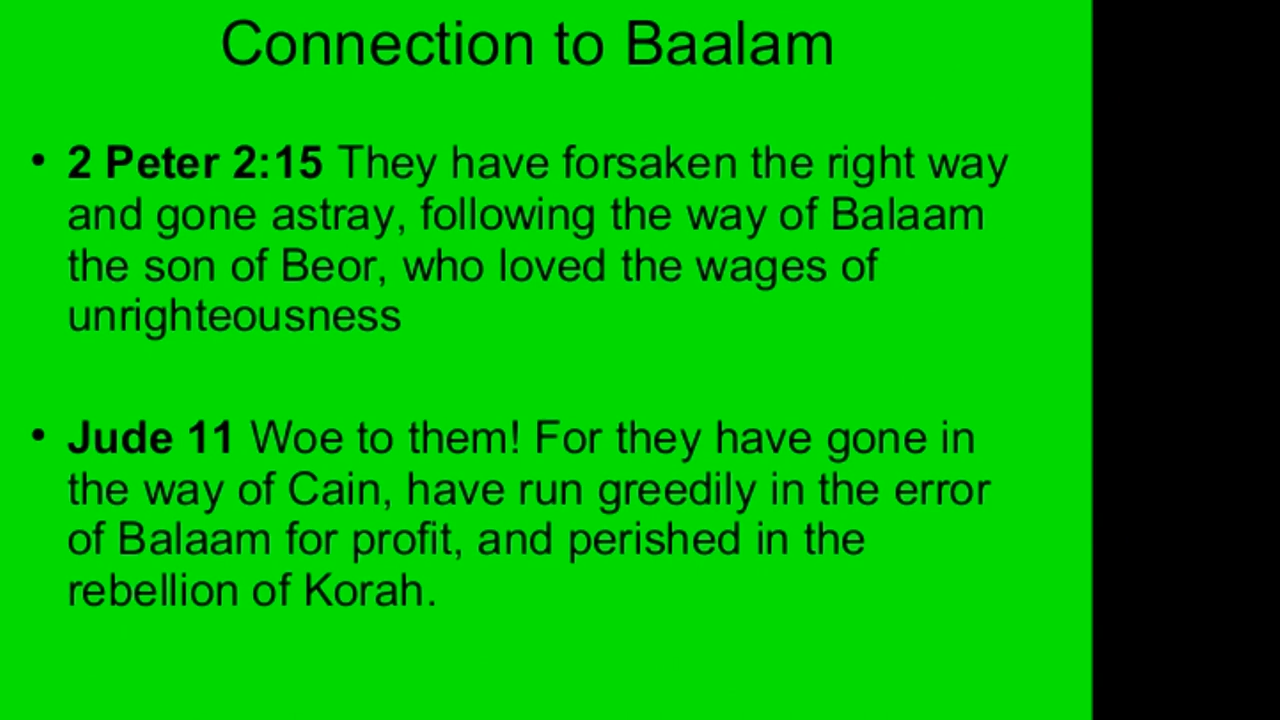 Connection to Baalam
• 2 Peter 2:15 They have forsaken the right way
and gone astray, following the way of Balaam
the son of Beor, who loved the wages of
unrighteousness
• Jude 11 Woe to them! For they have gone in
the way of Cain, have run greedily in the error
of Balaam for profit, and perished in the
rebellion of Korah.